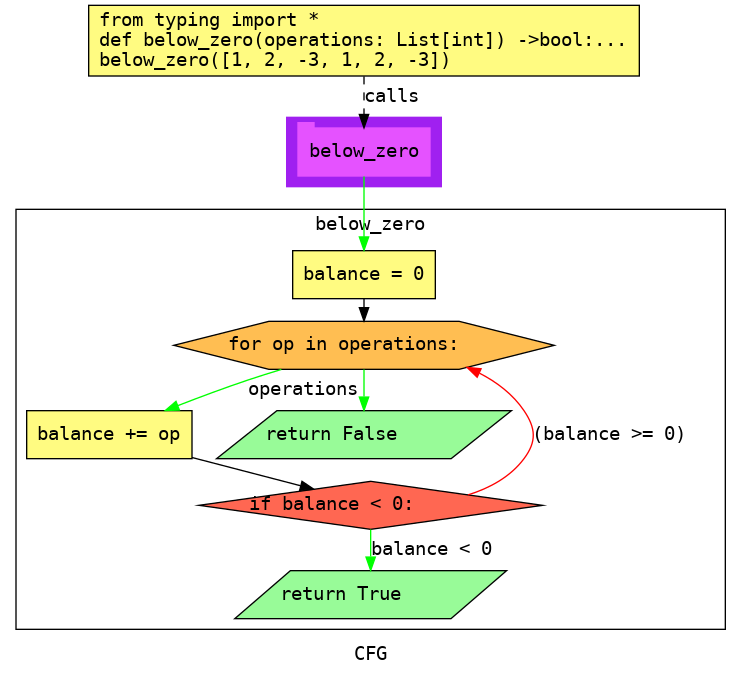 from typing import *
def below_zero(operations: List[int]) ->bool:...
below_zero([1, 2, -3, 1, 2, -3])
calls
below_zero
below_zero
balance = 0
for op in operations:
operations
balance += op
return False
(balance >= 0)
if balance < 0:
balance < 0
return True
CFG